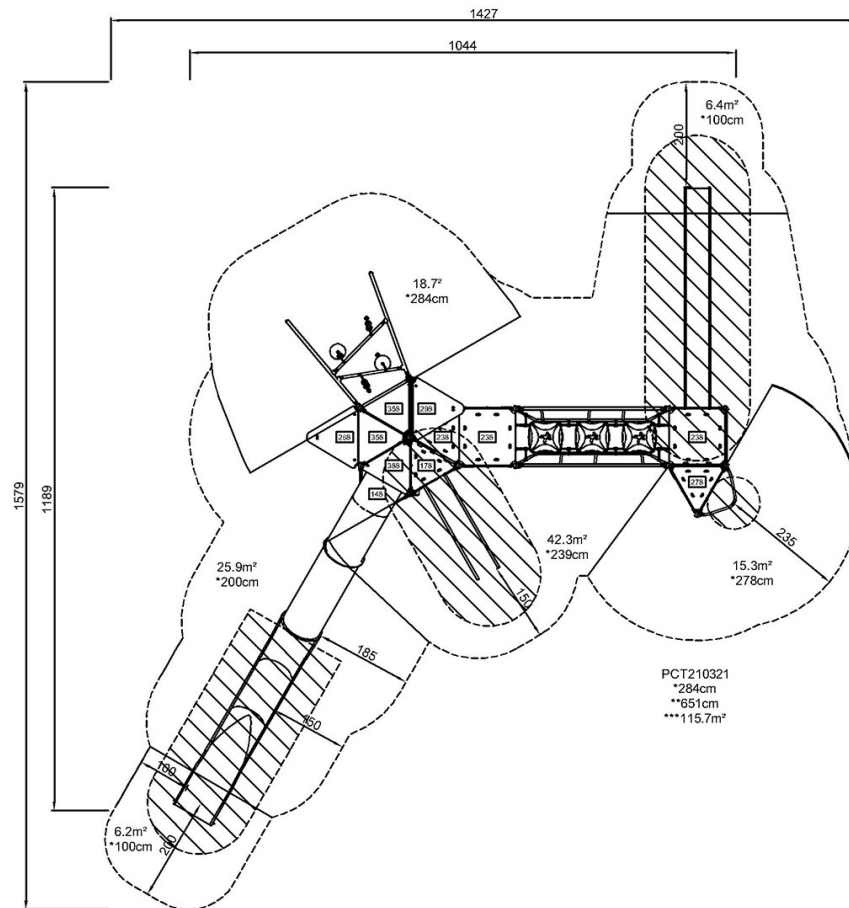 1427
1044
6.4m²
*100cm
200
18.7²
*284cm
1579
1189
358
298
268
358
238
238
238
388
178
278
148
42.3m²
*239cm
235
25.9m²
*200cm
15.3m²
*278cm
150
185
PCT210321
*284cm
**651cm
***115.7m²
150
100
6.2m²
*100cm
200